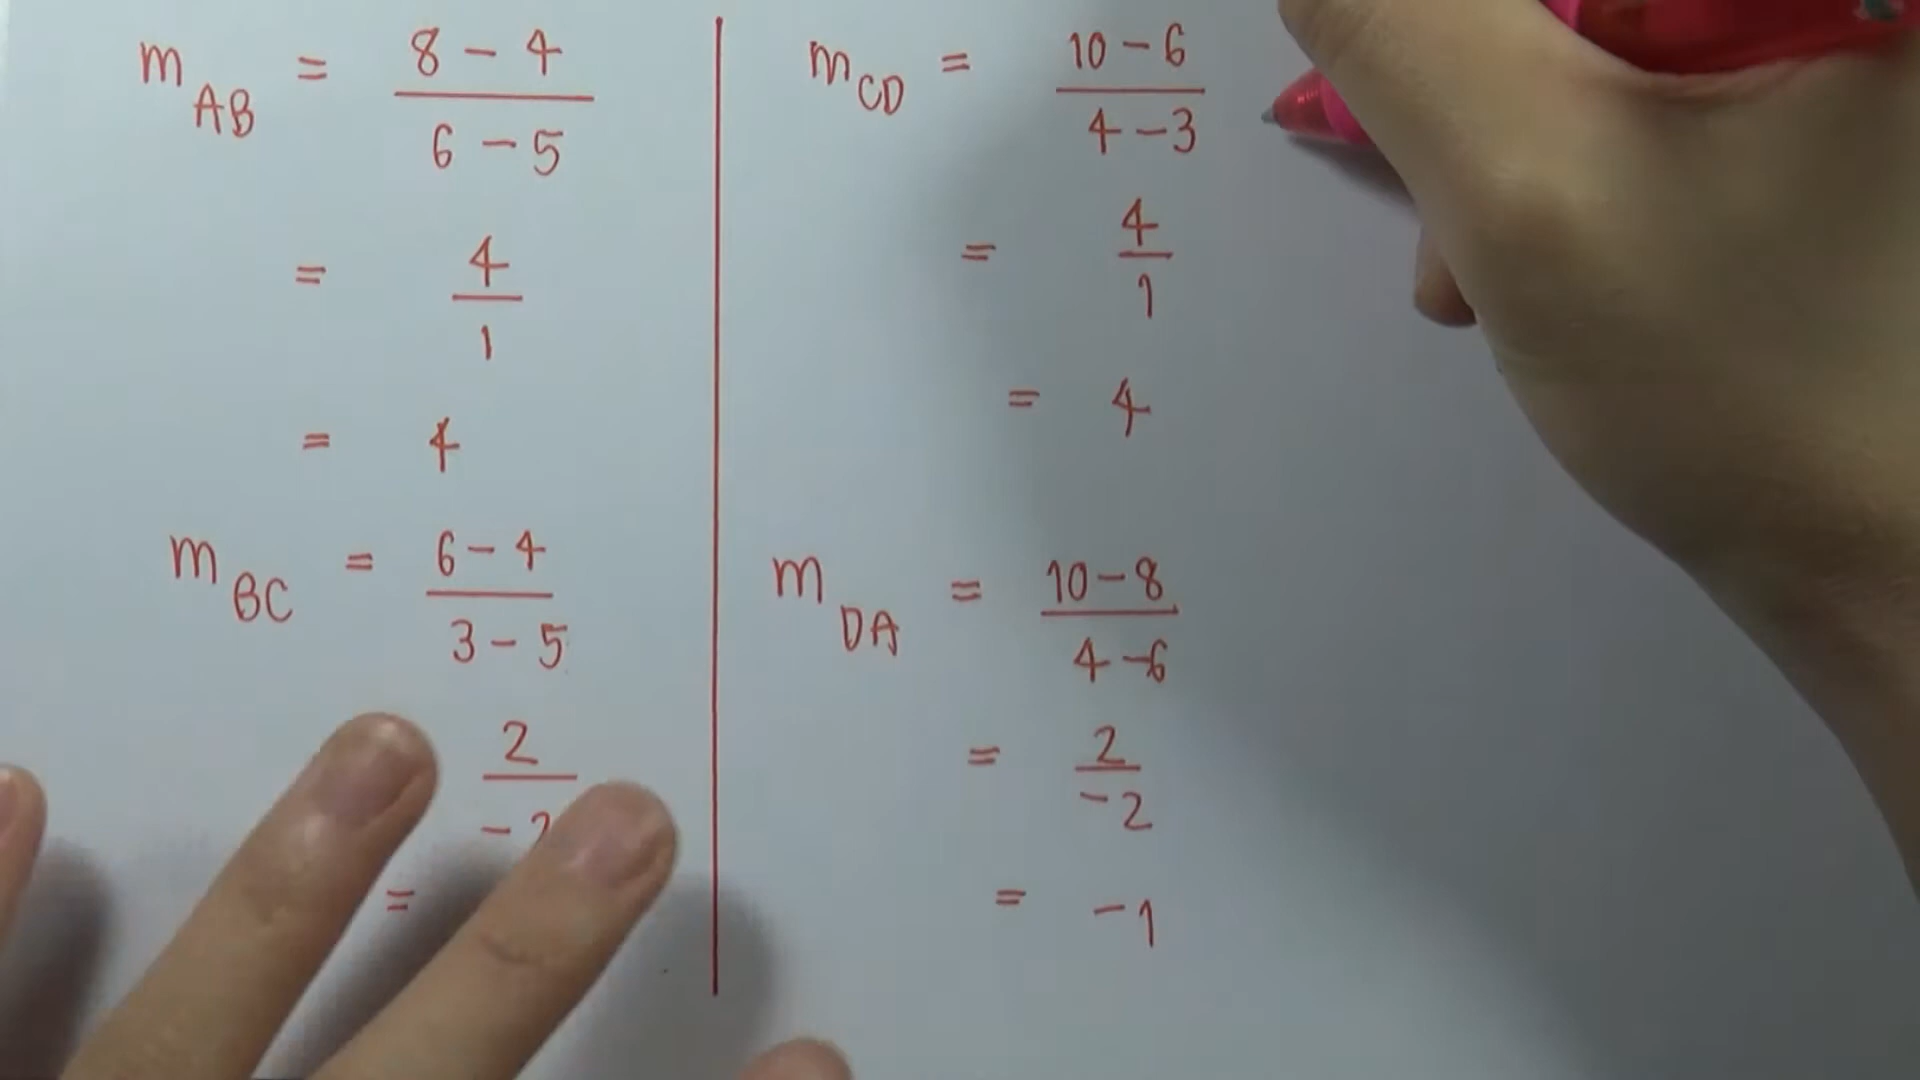 m_AB = (8 - 4)/(6 - 5)
= 4/1
= 4
m_BC = (6 - 4)/(3 - 5)
2/-2
=
m_CD = (10 - 6)/(4 - 3)
= 4/1
= 4
m_DA = (10 - 8)/(4 - 6)
= 2/-2
= -1